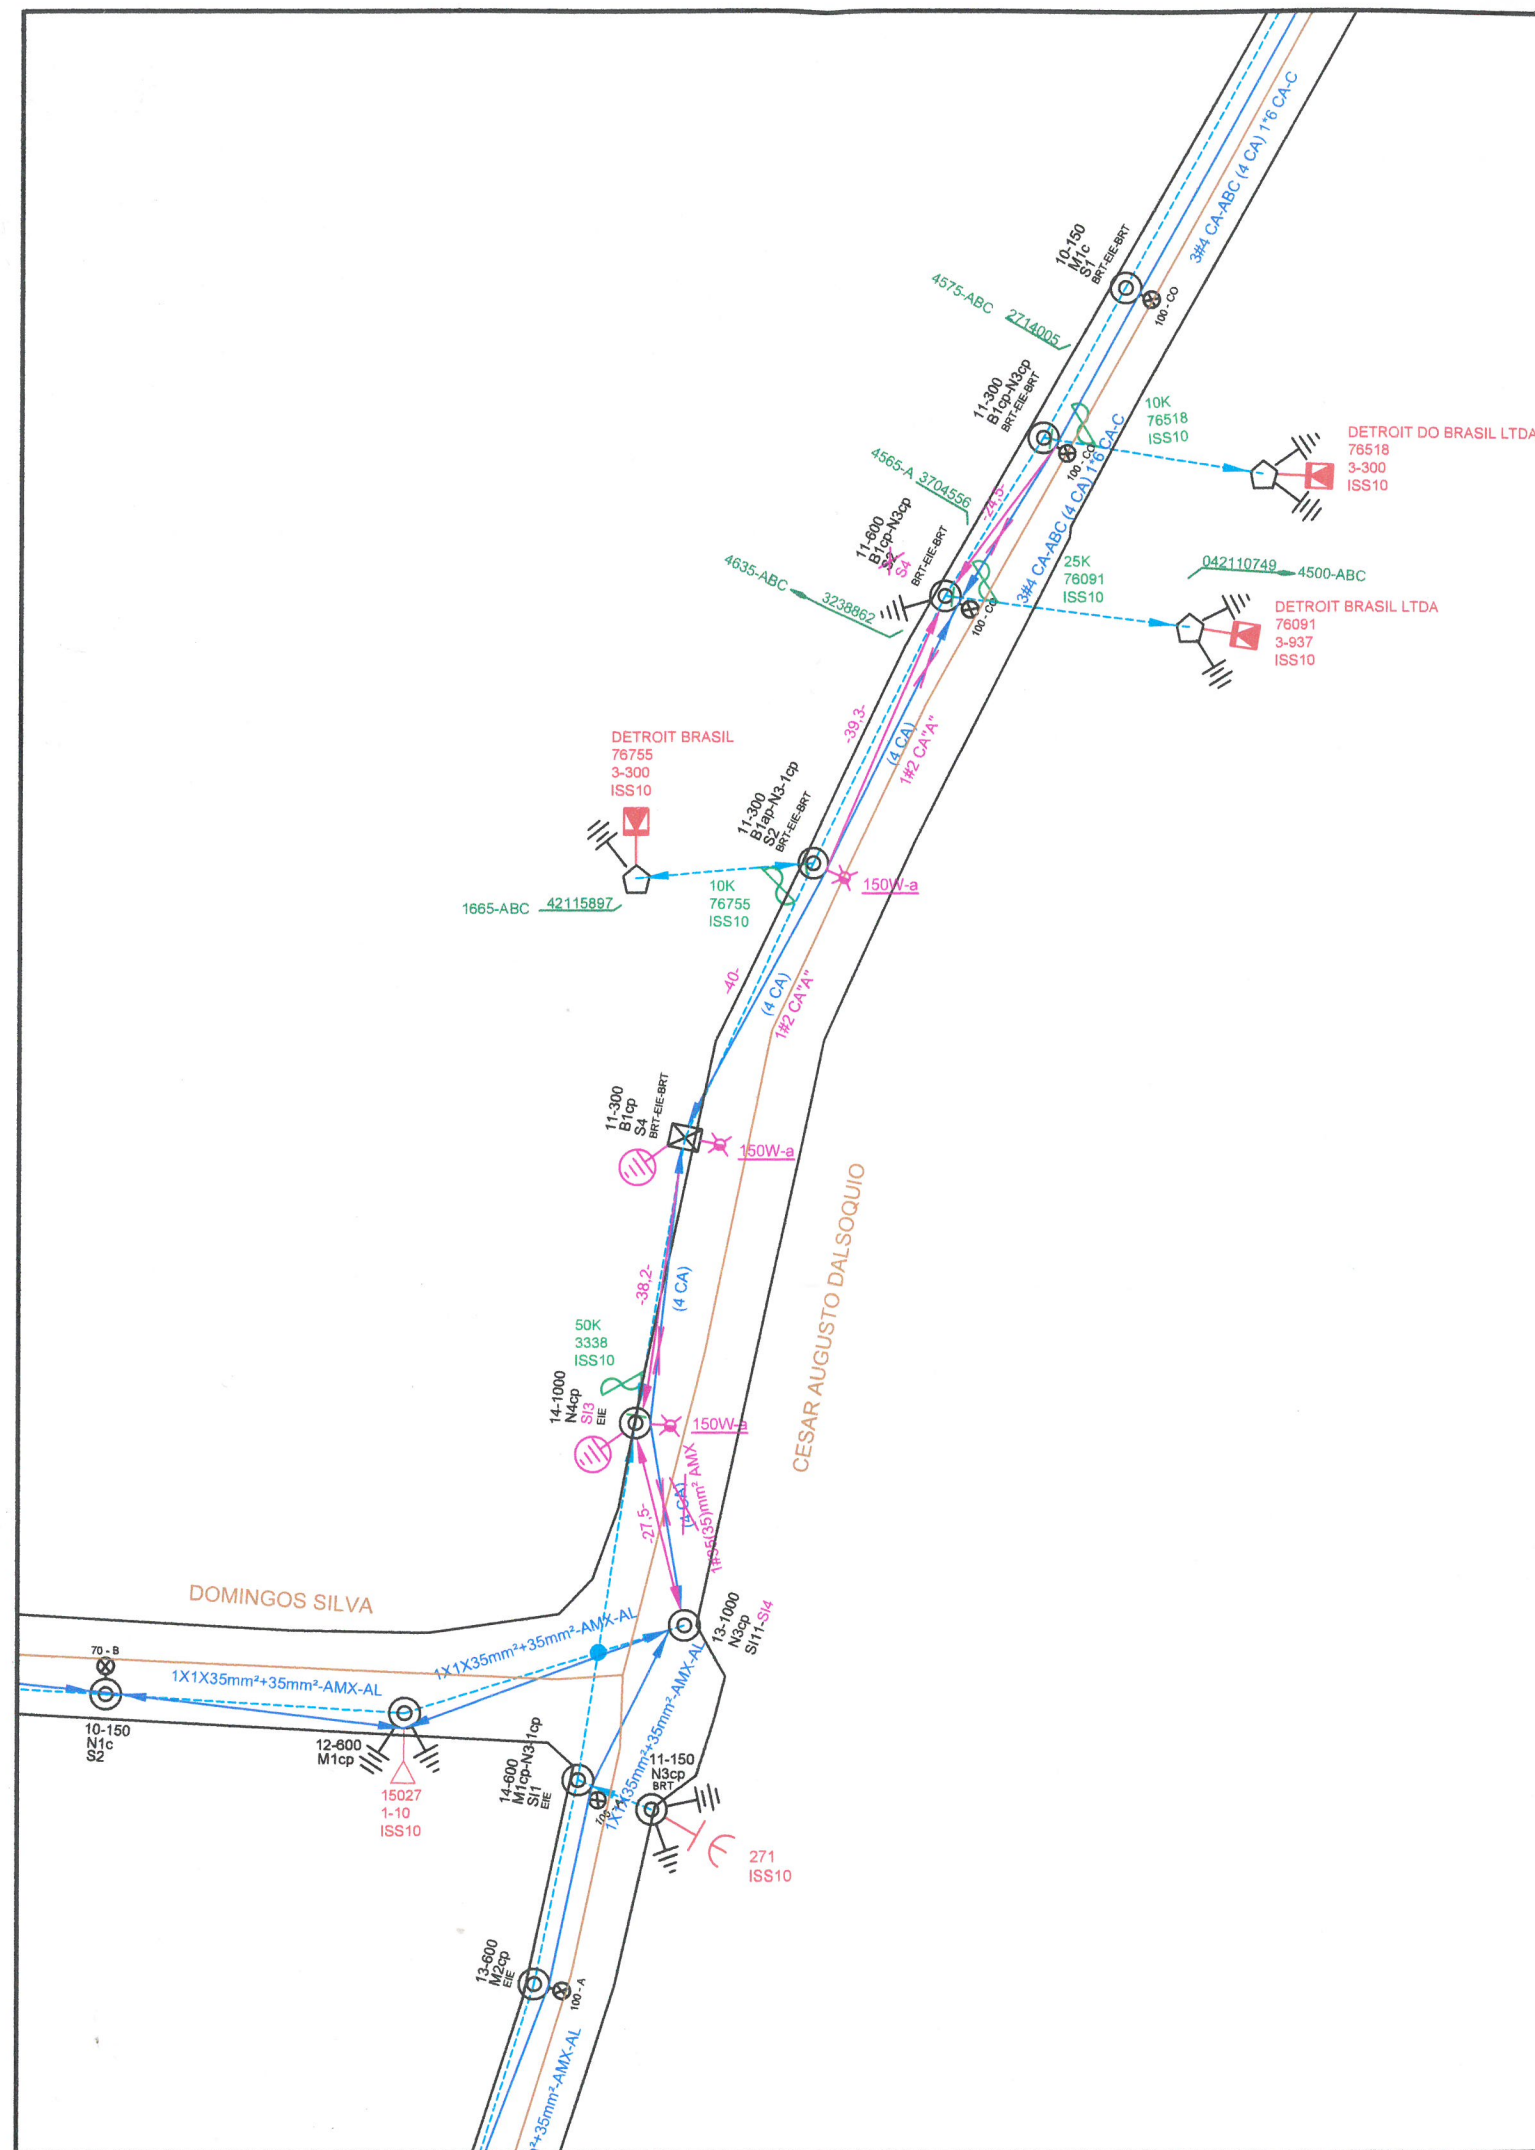 3#4 CA-ABC (4 CA) 1*6 CA-C
10-150
M1c
S1
BRT-EIE-BRT
100 - CO
4575-ABC
2714005
11-300
B1cp-N3cp
BRT-EIE-BRT
100 - CO
10K
76518
ISS10
DETROIT DO BRASIL LTDA
76518
3-300
ISS10
4565-A 3704556
-24,5-
3#4 CA-ABC (4 CA) 1*6 CA-C
11-600
B1cp-N3cp
S2
S4
BRT-EIE-BRT
100 - CO
4635-ABC
3238862
25K
76091
ISS10
042110749
4500-ABC
DETROIT BRASIL LTDA
76091
3-937
ISS10
-39,3-
(4 CA)
1#2 CA"A"
DETROIT BRASIL
76755
3-300
ISS10
11-300
B1ap-N3-1cp
S2
BRT-EIE-BRT
150W-a
10K
76755
ISS10
1665-ABC
42115897
-40-
(4 CA)
1#2 CA"A"
11-300
B1cp
S4
BRT-EIE-BRT
150W-a
CESAR AUGUSTO DALSOQUIO
-38,2-
(4 CA)
50K
3338
ISS10
14-1000
N4cp
SI3
EIE
150W-a
-27,5-
(4 CA)
1#35(35)mm² AMX
DOMINGOS SILVA
13-1000
N3cp
SI11-SI4
70 - B
1X1X35mm²+35mm²-AMX-AL
1X1X35mm²+35mm²-AMX-AL
10-150
N1c
S2
12-600
M1cp
15027
1-10
ISS10
14-600
M1cp-N3-1cp
SI1
EIE
1X1X35mm²+35mm²-AMX-AL
11-150
N3cp
BRT
271
ISS10
13-600
M2cp
EIE
100 - A
²+35mm²-AMX-AL